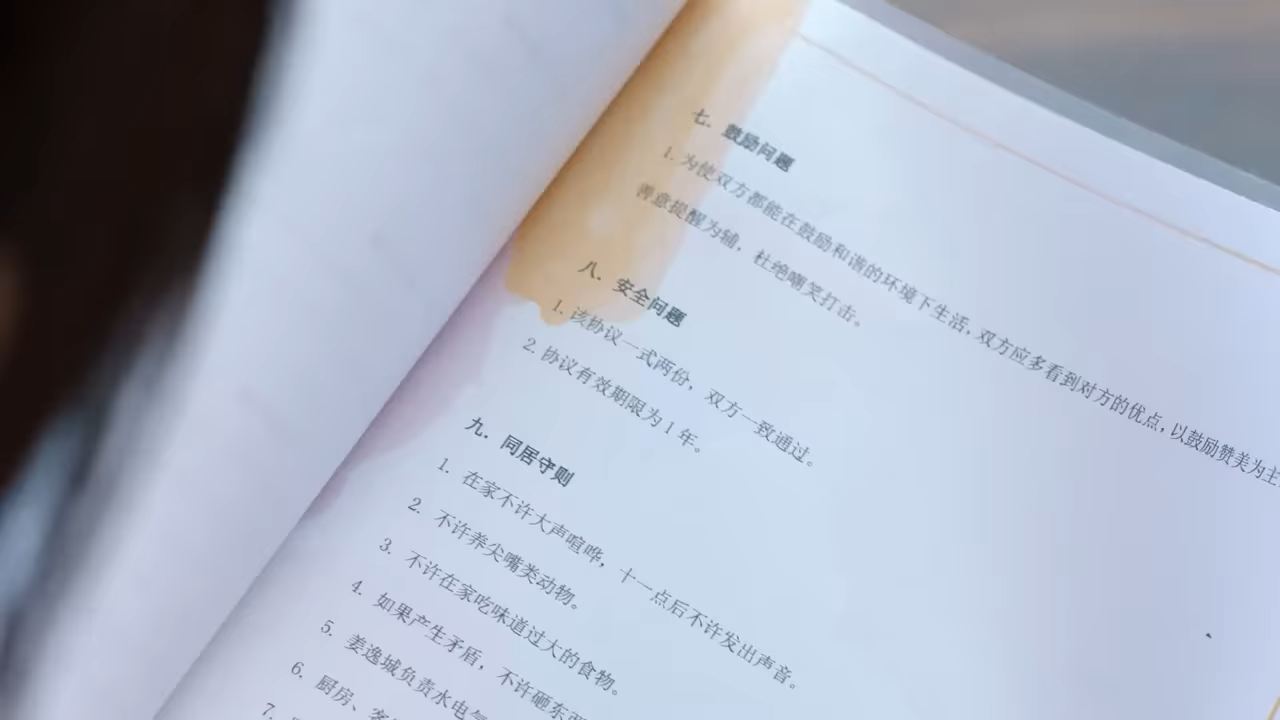 七. 鼓励问题
1. 为使双方都能在鼓励和谐的环境下生活, 双方应多看到对方的优点, 以鼓励赞美为主
善意提醒为辅, 杜绝嘲笑打击。
八. 安全问题
1. 该协议一式两份, 双方一致通过。
2. 协议有效期限为1年。
九. 同居守则
1. 在家不许大声喧哗, 十一点后不许发出声音。
2. 不许养尖嘴类动物。
3. 不许在家吃味道过大的食物。
4. 如果产生矛盾, 不许砸东西
5. 姜逸城负责水电气
6. 厨房、客
7.